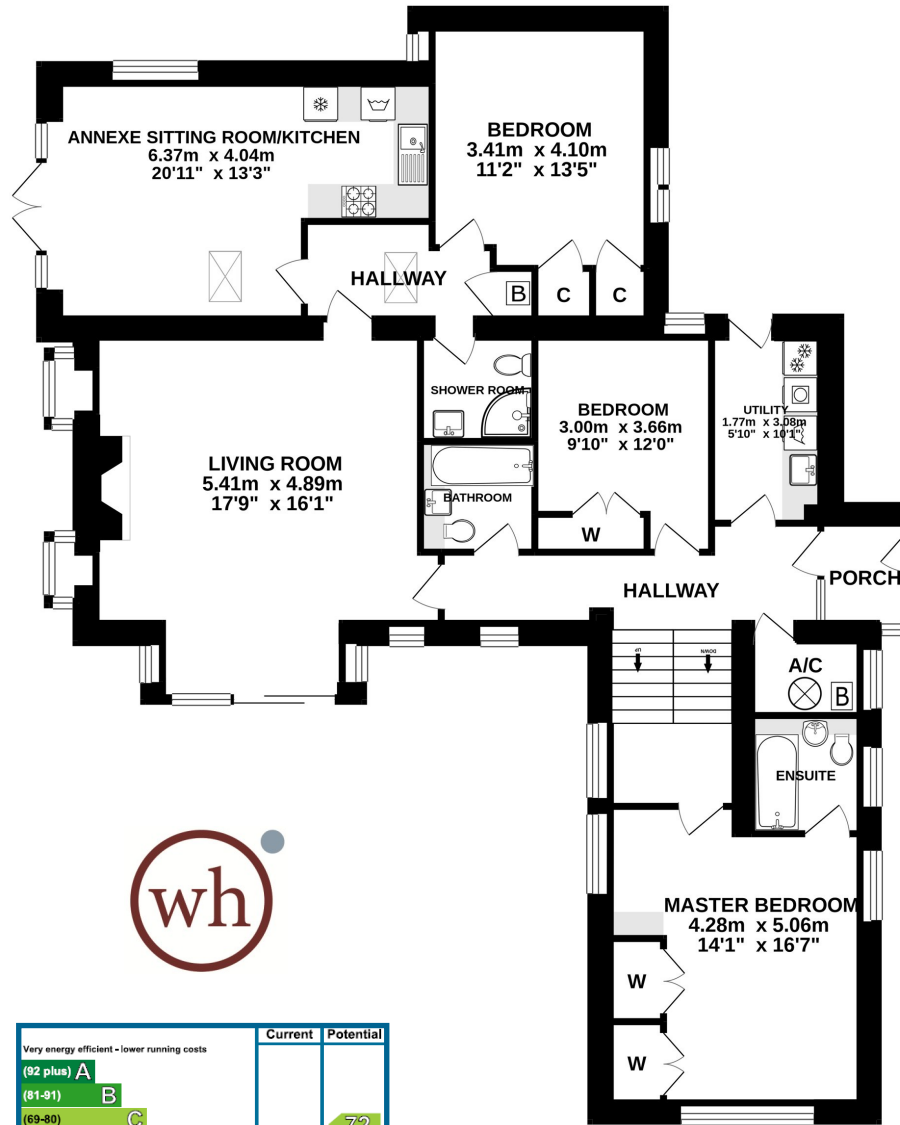 ANNEXE SITTING ROOM/KITCHEN
6.37m x 4.04m
20'11" x 13'3"
BEDROOM
3.41m x 4.10m
11'2" x 13'5"
HALLWAY
B
C
C
SHOWER ROOM
BEDROOM
3.00m x 3.66m
9'10" x 12'0"
W
UTILITY
1.77m x 3.08m
5'10" x 10'1"
LIVING ROOM
5.41m x 4.89m
17'9" x 16'1"
BATHROOM
HALLWAY
PORCH
UP
DOWN
A/C
B
ENSUITE
MASTER BEDROOM
4.28m x 5.06m
14'1" x 16'7"
W
W
wh
Current Potential
Very energy efficient - lower running costs
(92 plus) A
(81-91) B
(69-80) C
72